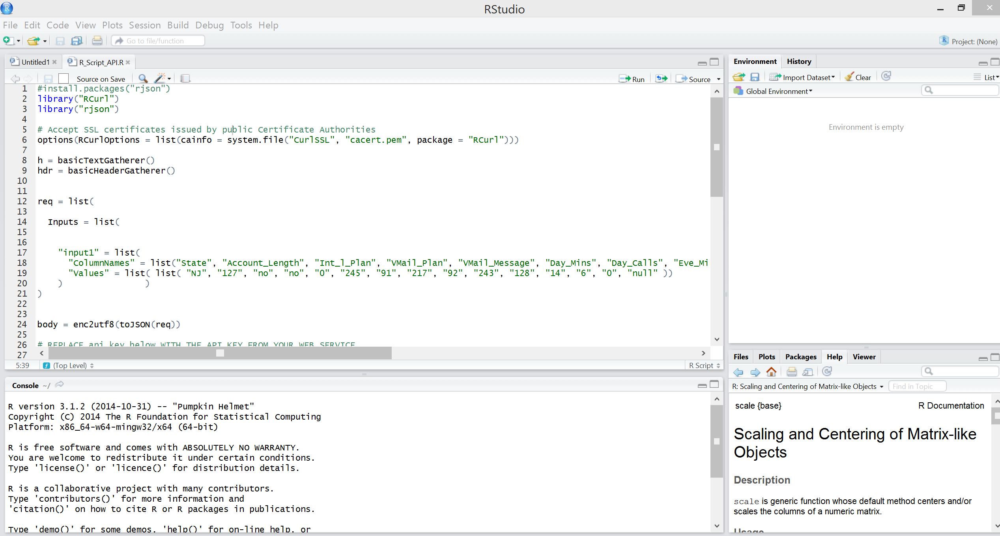 RStudio
File Edit Code View Plots Session Build Debug Tools Help
Go to file/function
Project: (None)
Untitled1
R_Script_API.R
Source on Save
Run
Source
1 #install.packages("rjson")
2 library("RCurl")
3 library("rjson")
4
5 # Accept SSL certificates issued by public Certificate Authorities
6 options(RCurlOptions = list(cainfo = system.file("CurlSSL", "cacert.pem", package = "RCurl")))
7
8 h = basicTextGatherer()
9 hdr = basicHeaderGatherer()
10
11
12 req = list(
13
14 Inputs = list(
15
16
17 "input1" = list(
18 "ColumnNames" = list("State", "Account_Length", "Int_l_Plan", "VMail_Plan", "VMail_Message", "Day_Mins", "Day_Calls", "Eve_Mi
19 "Values" = list( list( "NJ", "127", "no", "no", "0", "245", "91", "217", "92", "243", "128", "14", "6", "0", "null" ))
20 ) )
21 )
22
23
24 body = enc2utf8(toJSON(req))
25
26 # REPLACE api key below WITH THE API KEY FROM YOUR WEB SERVICE
27
5:39
(Top Level)
R Script
Console ~/
R version 3.1.2 (2014-10-31) -- "Pumpkin Helmet"
Copyright (C) 2014 The R Foundation for Statistical Computing
Platform: x86_64-w64-mingw32/x64 (64-bit)
R is free software and comes with ABSOLUTELY NO WARRANTY.
You are welcome to redistribute it under certain conditions.
Type 'license()' or 'licence()' for distribution details.
R is a collaborative project with many contributors.
Type 'contributors()' for more information and
'citation()' on how to cite R or R packages in publications.
Type 'demo()' for some demos, 'help()' for on-line help, or
Environment History
Import Dataset
Clear
List
Global Environment
Environment is empty
Files Plots Packages Help Viewer
R: Scaling and Centering of Matrix-like Objects
Find in Topic
scale {base}
R Documentation
Scaling and Centering of Matrix-like
Objects
Description
scale is generic function whose default method centers and/or
scales the columns of a numeric matrix.
Usage